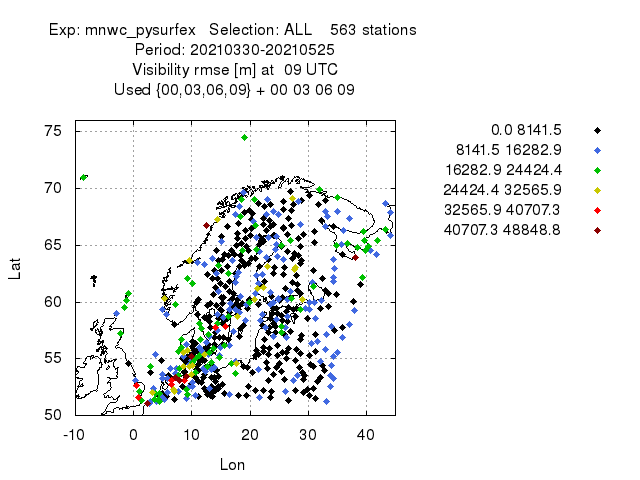 Exp: mnwc_pysurfex   Selection: ALL    563 stations
Period: 20210330-20210525
Visibility rmse [m] at  09 UTC
Used {00,03,06,09} + 00 03 06 09
0.0 8141.5
8141.5 16282.9
16282.9 24424.4
24424.4 32565.9
32565.9 40707.3
40707.3 48848.8
75
70
65
60
55
50
Lat
-10 0 10 20 30 40
Lon